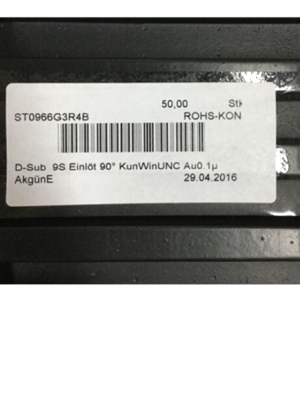 50,00 Stk
ST0966G3R4B ROHS-KON
D-Sub 9S Einlöt 90° KunWinUNC Au0.1µ
AkgünE 29.04.2016